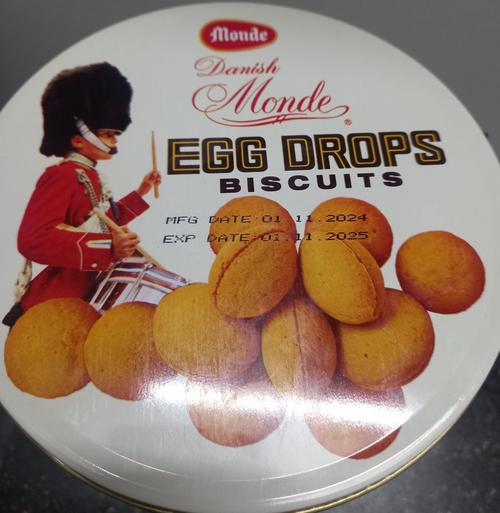 Monde
Danish
Monde®
EGG DROPS
BISCUITS
MFG DATE:01.11.2024
EXP DATE:01.11.2025